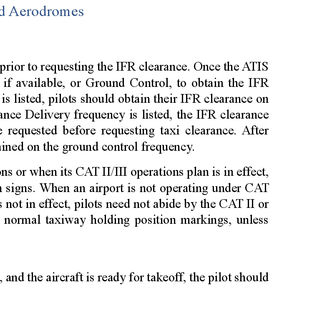 d Aerodromes
prior to requesting the IFR clearance. Once the ATIS
if available, or Ground Control, to obtain the IFR
is listed, pilots should obtain their IFR clearance on
ance Delivery frequency is listed, the IFR clearance
e requested before requesting taxi clearance. After
ained on the ground control frequency.
ns or when its CAT II/III operations plan is in effect,
n signs. When an airport is not operating under CAT
s not in effect, pilots need not abide by the CAT II or
normal taxiway holding position markings, unless
, and the aircraft is ready for takeoff, the pilot should